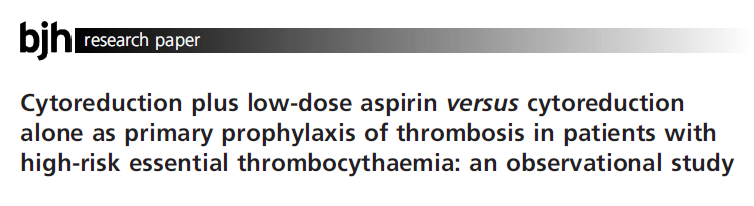 bjh research paper
Cytoreduction plus low-dose aspirin versus cytoreduction
alone as primary prophylaxis of thrombosis in patients with
high-risk essential thrombocythaemia: an observational study